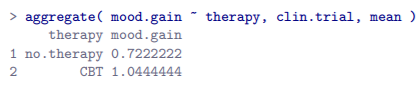 > aggregate( mood.gain ~ therapy, clin.trial, mean )
therapy mood.gain
1 no.therapy 0.7222222
2 CBT 1.0444444